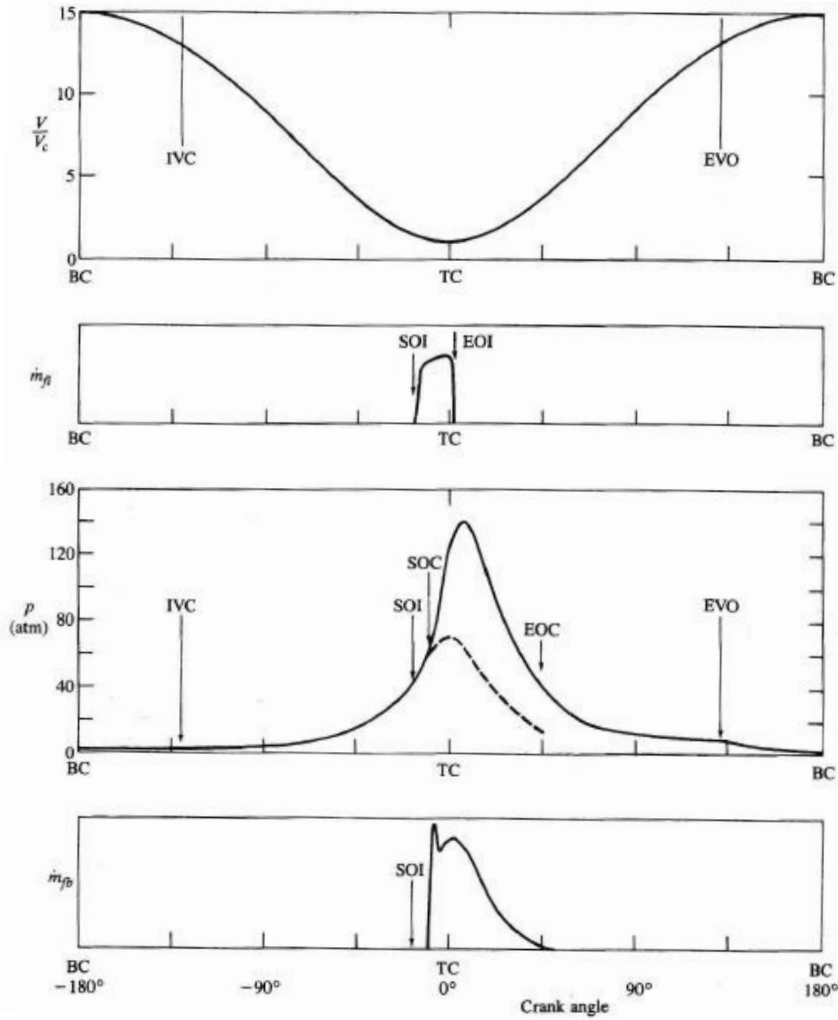 15
10
V
V_c
IVC
EVO
5
0
BC TC BC
SOI EOI
ṁ_fi
BC TC BC
160
120
SOC
p
(atm)
IVC
SOI
EVO
80
EOC
40
0
BC TC BC
SOI
ṁ_fb
BC TC BC
−180° −90° 0° 90° 180°
Crank angle